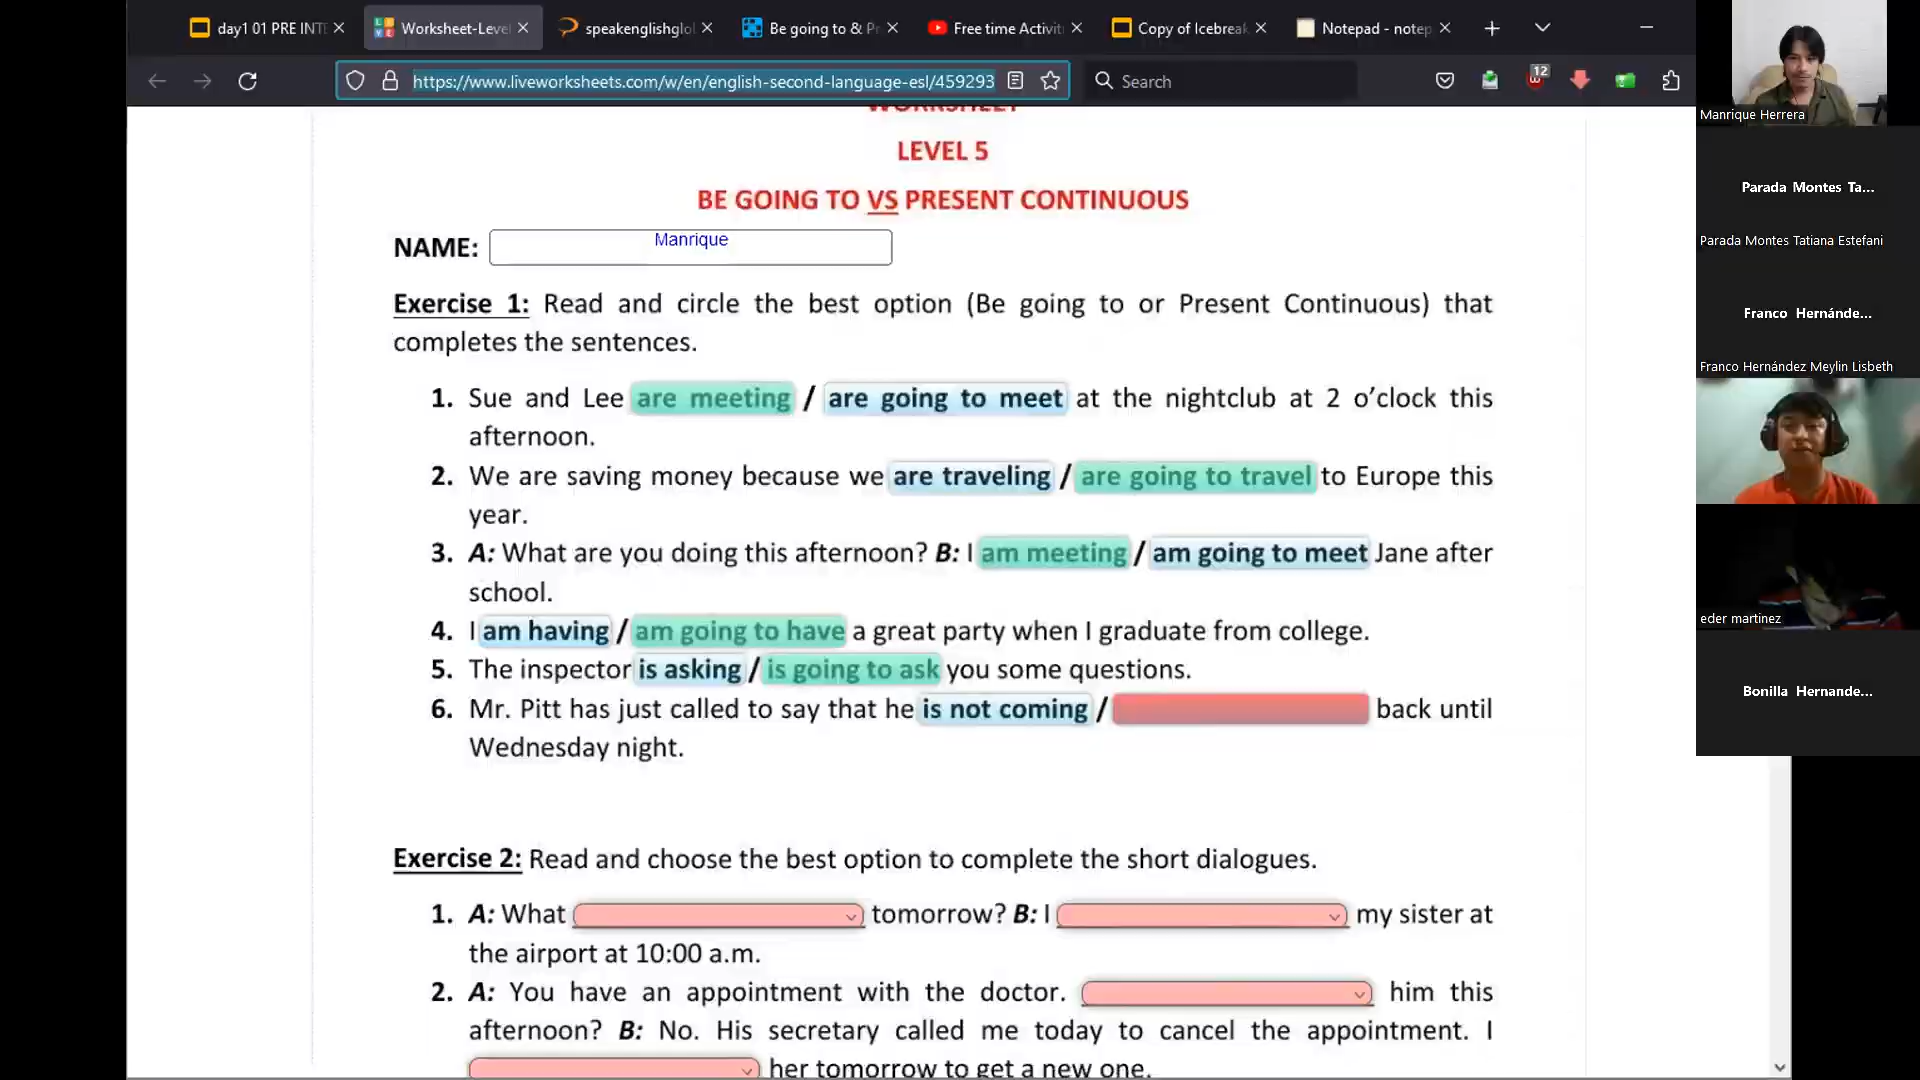 day1 01 PRE INTE
Worksheet-Leve
speakenglishglo
Be going to & Pr
Free time Activit
Copy of Icebreak
Notepad - notep
https://www.liveworksheets.com/w/en/english-second-language-esl/459293
Search
12
WORKSHEET
LEVEL 5
BE GOING TO VS PRESENT CONTINUOUS
NAME: Manrique
Exercise 1: Read and circle the best option (Be going to or Present Continuous) that
completes the sentences.
1. Sue and Lee are meeting / are going to meet at the nightclub at 2 o’clock this
afternoon.
2. We are saving money because we are traveling / are going to travel to Europe this
year.
3. A: What are you doing this afternoon? B: I am meeting / am going to meet Jane after
school.
4. I am having / am going to have a great party when I graduate from college.
5. The inspector is asking / is going to ask you some questions.
6. Mr. Pitt has just called to say that he is not coming / back until
Wednesday night.
Exercise 2: Read and choose the best option to complete the short dialogues.
1. A: What tomorrow? B: I my sister at
the airport at 10:00 a.m.
2. A: You have an appointment with the doctor. him this
afternoon? B: No. His secretary called me today to cancel the appointment. I
her tomorrow to get a new one.
Manrique Herrera
Parada Montes Ta...
Parada Montes Tatiana Estefani
Franco Hernánde...
Franco Hernández Meylin Lisbeth
eder martinez
Bonilla Hernande...